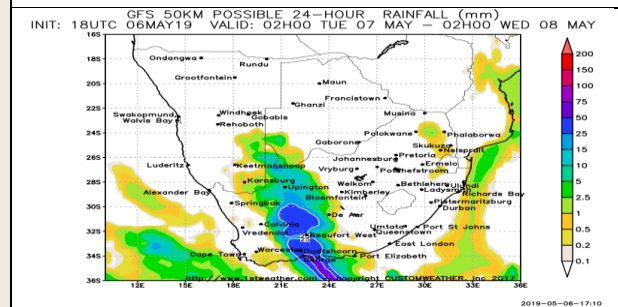 GFS 50KM POSSIBLE 24-HOUR RAINFALL (mm)
INIT: 18UTC 06MAY19 VALID: 02H00 TUE 07 MAY - 02H00 WED 08 MAY
16S
Ondangwa
Rundu
200
18S
Grootfontein
150
20S
Maun
100
Francistown
Ghanzi
75
22S
Musina
50
Swakopmund
Windhoek
Gobabis
Walvis Bay
Rehoboth
Polokwane
Phalaborwa
24S
25
Gaborone
Skukuza
Nelspruit
15
Johannesburg
Pretoria
26S
Luderitz
Keetmanshoop
Vryburg
Ermelo
10
Potchefstroom
Karasburg
Upington
Welkom
Bethlehem
Ulundi
5
28S
Alexander Bay
Kimberley
Ladysmith
Richards Bay
Bloemfontein
2.5
Springbok
Pietermaritzburg
30S
De Aar
Durban
1
Calvinia
Umtata
Port St Johns
32S
Vredendal
Queenstown
0.5
25
Beaufort West
East London
0.2
Worcester
Oudtshoorn
34S
Cape Town
George
Port Elizabeth
0.1
http://www.1stweather.com - copyright CUSTOMWEATHER, Inc 2017
36S
12E 15E 18E 21E 24E 27E 30E 33E 36E
2019-05-06-17:10